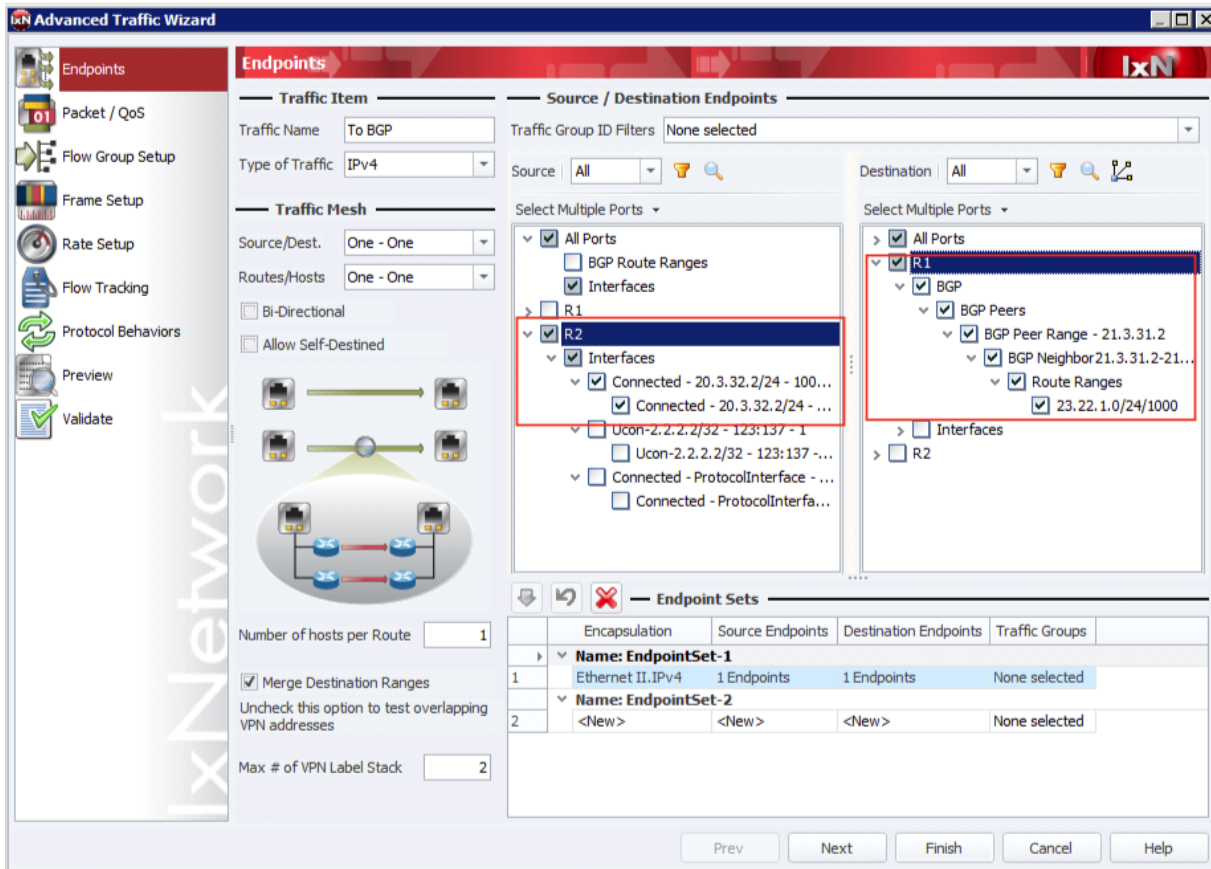 IxN Advanced Traffic Wizard
Endpoints
Packet / QoS
Flow Group Setup
Frame Setup
Rate Setup
Flow Tracking
Protocol Behaviors
Preview
Validate
IxNetwork
Endpoints
IxN
Traffic Item
Traffic Name To BGP
Type of Traffic IPv4
Traffic Mesh
Source/Dest. One - One
Routes/Hosts One - One
Bi-Directional
Allow Self-Destined
Number of hosts per Route 1
Merge Destination Ranges
Uncheck this option to test overlapping
VPN addresses
Max # of VPN Label Stack 2
Source / Destination Endpoints
Traffic Group ID Filters None selected
Source All
Select Multiple Ports
All Ports
BGP Route Ranges
Interfaces
R1
R2
Interfaces
Connected - 20.3.32.2/24 - 100...
Connected - 20.3.32.2/24 - ...
Ucon-2.2.2.2/32 - 123:137 - 1
Ucon-2.2.2.2/32 - 123:137 -...
Connected - ProtocolInterface - ...
Connected - ProtocolInterfa...
Destination All
Select Multiple Ports
All Ports
R1
BGP
BGP Peers
BGP Peer Range - 21.3.31.2
BGP Neighbor21.3.31.2-21...
Route Ranges
23.22.1.0/24/1000
Interfaces
R2
Endpoint Sets
Encapsulation Source Endpoints Destination Endpoints Traffic Groups
Name: EndpointSet-1
1 Ethernet II.IPv4 1 Endpoints 1 Endpoints None selected
Name: EndpointSet-2
2 <New> <New> <New> None selected
Prev Next Finish Cancel Help